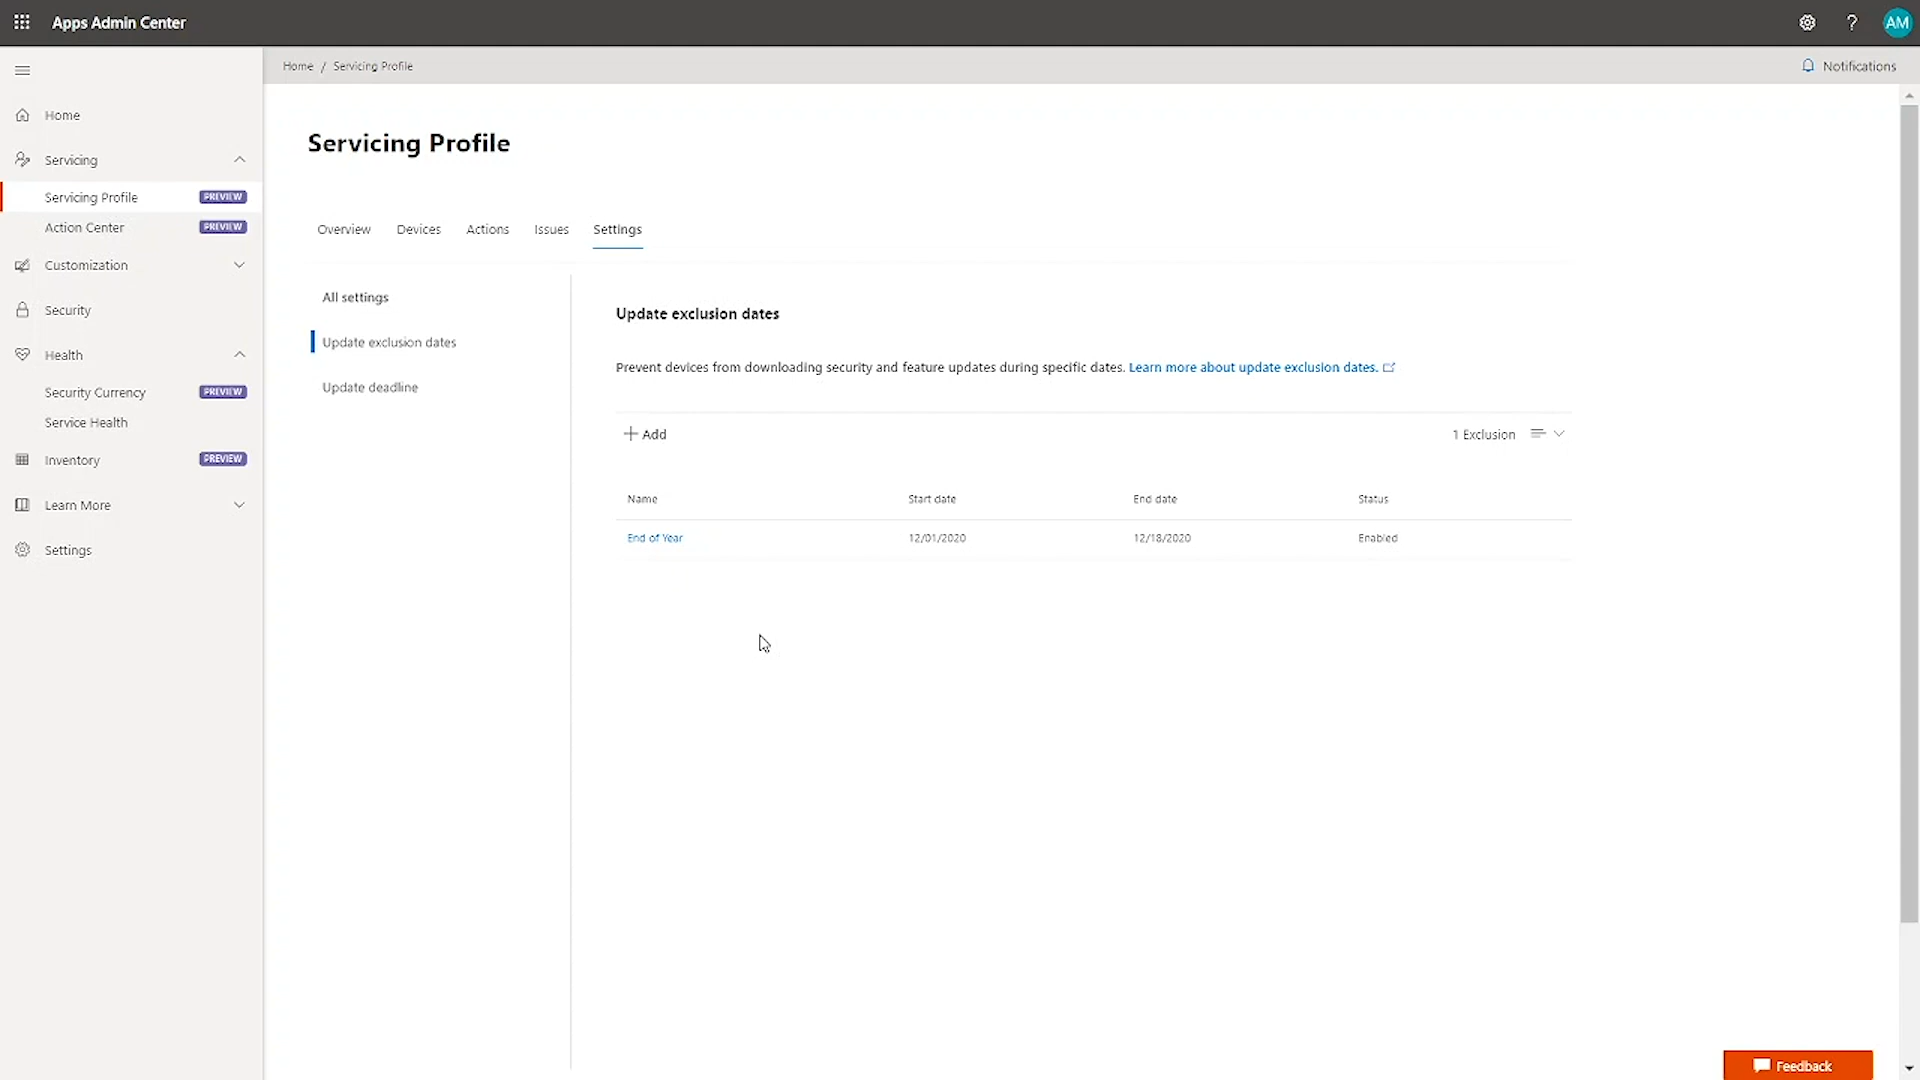 Apps Admin Center
?
AM
Home / Servicing Profile
Notifications
Home
Servicing
Servicing Profile PREVIEW
Action Center PREVIEW
Customization
Security
Health
Security Currency PREVIEW
Service Health
Inventory PREVIEW
Learn More
Settings
Servicing Profile
Overview Devices Actions Issues Settings
All settings
Update exclusion dates
Update deadline
Update exclusion dates
Prevent devices from downloading security and feature updates during specific dates. Learn more about update exclusion dates.
Add 1 Exclusion
Name Start date End date Status
End of Year 12/01/2020 12/18/2020 Enabled
Feedback